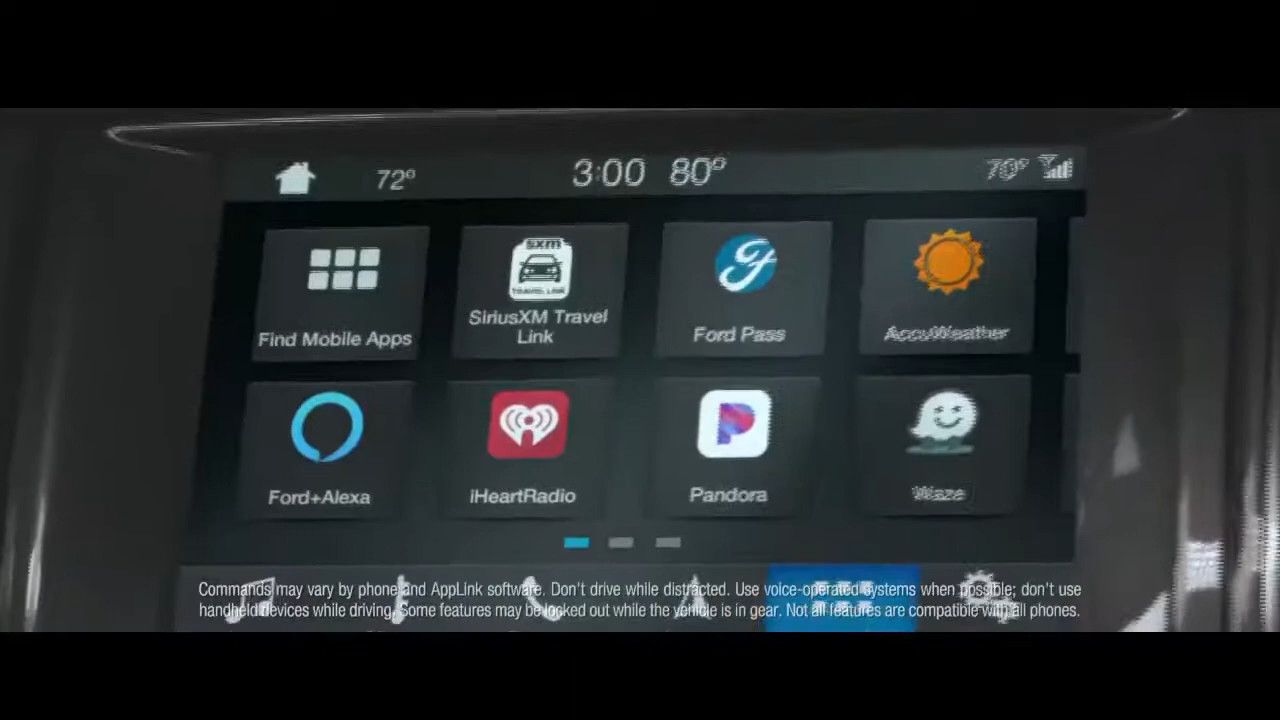 72° 3:00 80° 70°
sxm
TRAVEL LINK
Find Mobile Apps
SiriusXM Travel
Link
Ford Pass
AccuWeather
Ford+Alexa
iHeartRadio
P
Pandora
Waze
Commands may vary by phone and AppLink software. Don't drive while distracted. Use voice-operated systems when possible; don't use
handheld devices while driving. Some features may be locked out while the vehicle is in gear. Not all features are compatible with all phones.